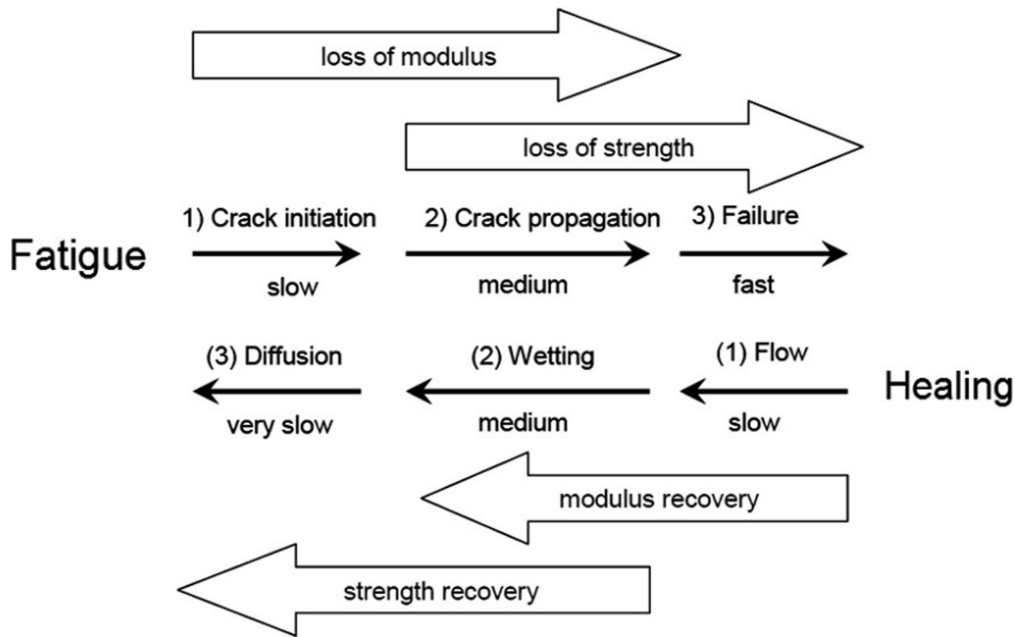 loss of modulus
loss of strength
1) Crack initiation
2) Crack propagation
3) Failure
Fatigue
slow
medium
fast
(3) Diffusion
(2) Wetting
(1) Flow
Healing
very slow
medium
slow
modulus recovery
strength recovery